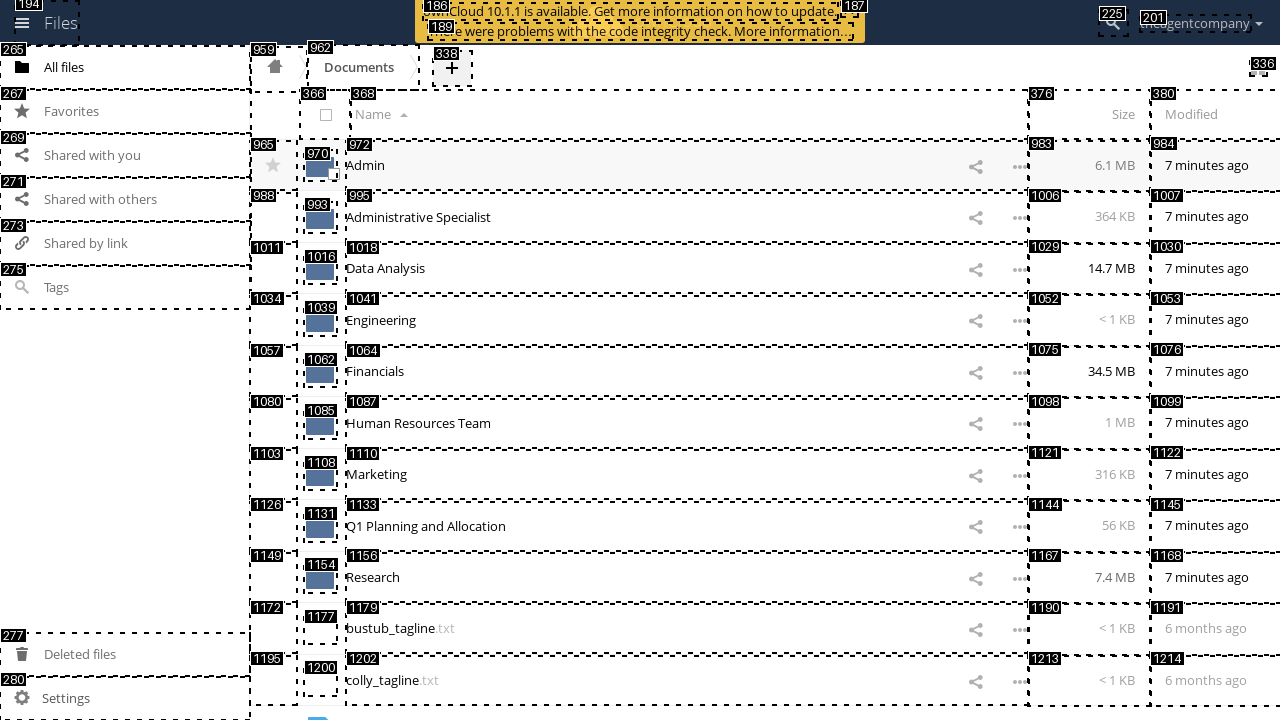 Files
ownCloud 10.1.1 is available. Get more information on how to update.
There were problems with the code integrity check. More information…
theagentcompany
194
186
187
189
225
201
265
All files
267
Favorites
269
Shared with you
271
Shared with others
273
Shared by link
275
Tags
277
Deleted files
280
Settings
959
962
Documents
338
+
336
366
368
Name
376
Size
380
Modified
965
970
972
Admin
983
6.1 MB
984
7 minutes ago
988
993
995
Administrative Specialist
1006
364 KB
1007
7 minutes ago
1011
1016
1018
Data Analysis
1029
14.7 MB
1030
7 minutes ago
1034
1039
1041
Engineering
1052
< 1 KB
1053
7 minutes ago
1057
1062
1064
Financials
1075
34.5 MB
1076
7 minutes ago
1080
1085
1087
Human Resources Team
1098
1 MB
1099
7 minutes ago
1103
1108
1110
Marketing
1121
316 KB
1122
7 minutes ago
1126
1131
1133
Q1 Planning and Allocation
1144
56 KB
1145
7 minutes ago
1149
1154
1156
Research
1167
7.4 MB
1168
7 minutes ago
1172
1177
1179
bustub_tagline.txt
1190
< 1 KB
1191
6 months ago
1195
1200
1202
colly_tagline.txt
1213
< 1 KB
1214
6 months ago